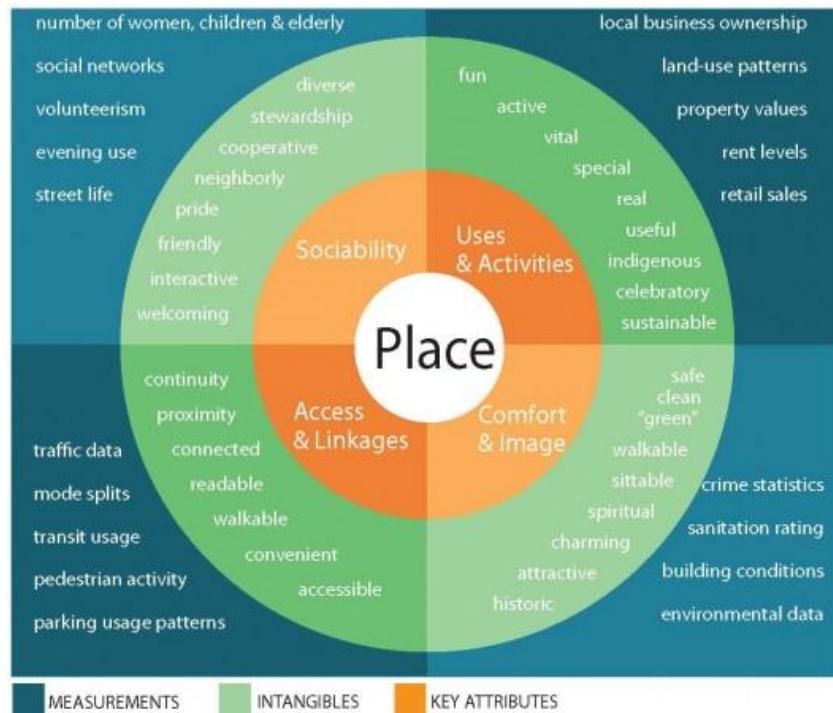 number of women, children & elderly
social networks
volunteerism
evening use
street life
diverse
stewardship
cooperative
neighborly
pride
friendly
interactive
welcoming
Sociability
fun
active
vital
special
real
useful
indigenous
celebratory
sustainable
Uses
& Activities
local business ownership
land-use patterns
property values
rent levels
retail sales
Place
continuity
proximity
connected
readable
walkable
convenient
accessible
Access
& Linkages
traffic data
mode splits
transit usage
pedestrian activity
parking usage patterns
Comfort
& Image
safe
clean
"green"
walkable
sittable
spiritual
charming
attractive
historic
crime statistics
sanitation rating
building conditions
environmental data
MEASUREMENTS
INTANGIBLES
KEY ATTRIBUTES